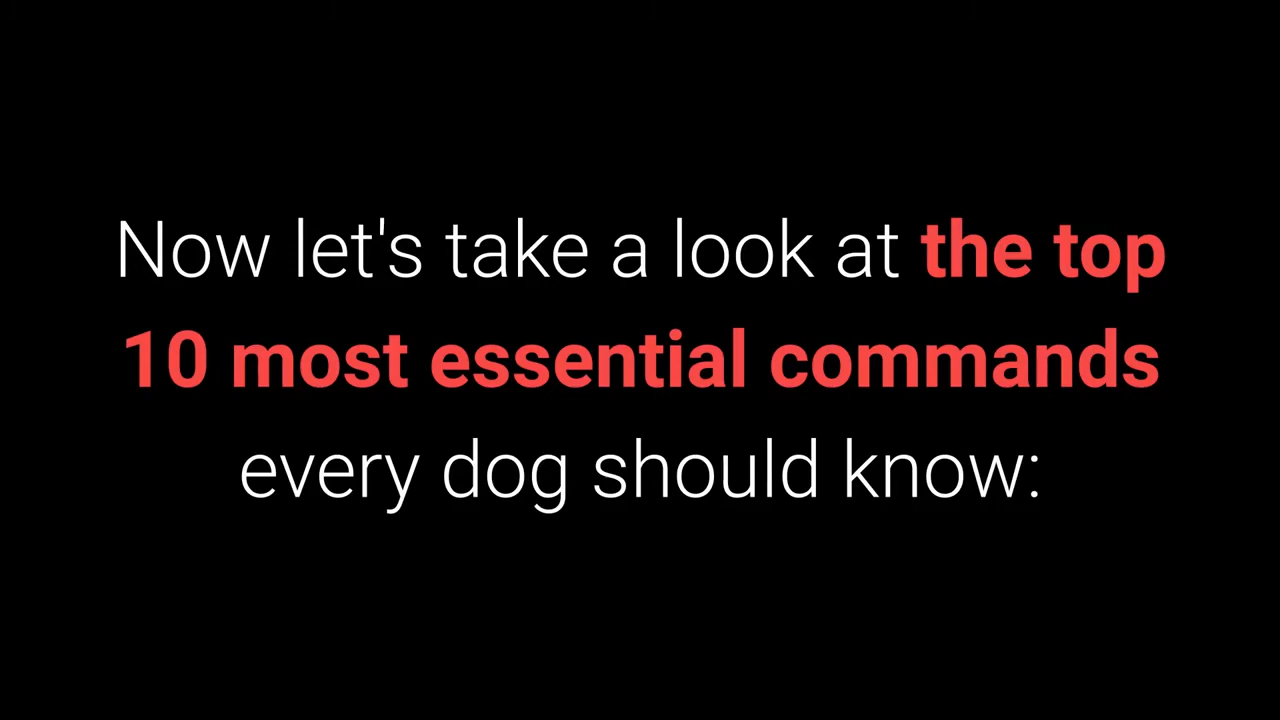 Now let's take a look at the top
10 most essential commands
every dog should know: